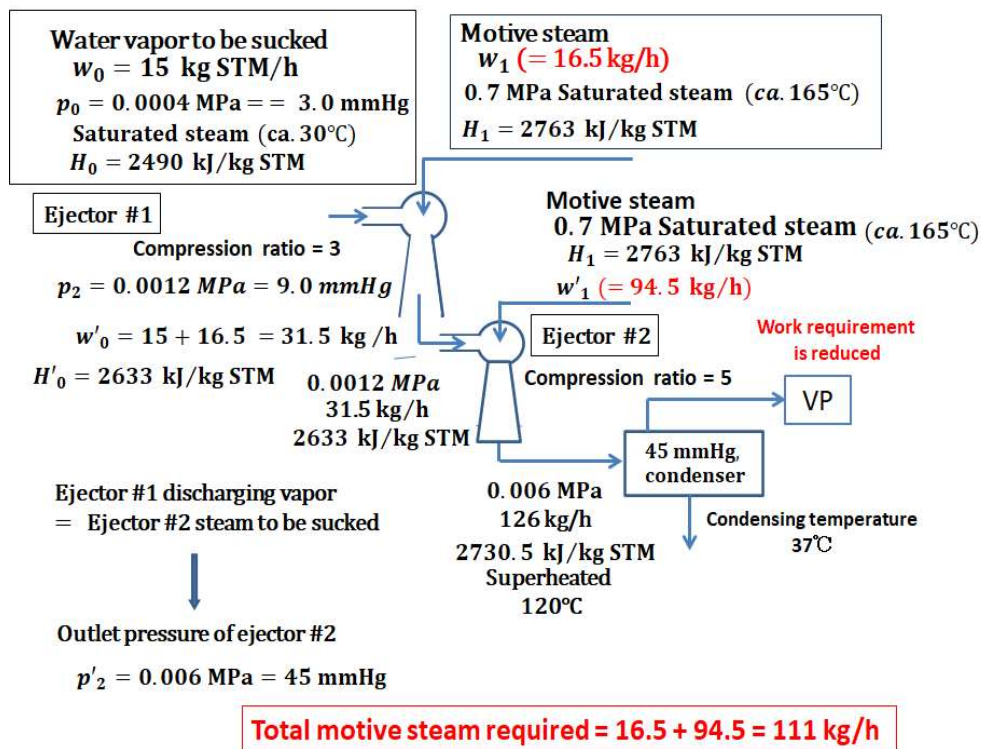 Water vapor to be sucked
w₀ = 15 kg STM/h
p₀ = 0.0004 MPa == 3.0 mmHg
Saturated steam (ca. 30℃)
H₀ = 2490 kJ/kg STM
Motive steam
w₁ (= 16.5 kg/h)
0.7 MPa Saturated steam (ca. 165℃)
H₁ = 2763 kJ/kg STM
Ejector #1
Compression ratio = 3
p₂ = 0.0012 MPa = 9.0 mmHg
w'₀ = 15 + 16.5 = 31.5 kg /h
H'₀ = 2633 kJ/kg STM
Motive steam
0.7 MPa Saturated steam (ca. 165℃)
H₁ = 2763 kJ/kg STM
w'₁ (= 94.5 kg/h)
Ejector #2
Compression ratio = 5
0.0012 MPa
31.5 kg/h
2633 kJ/kg STM
Work requirement
is reduced
VP
45 mmHg,
condenser
0.006 MPa
126 kg/h
2730.5 kJ/kg STM
Superheated
120℃
Condensing temperature
37℃
Ejector #1 discharging vapor
= Ejector #2 steam to be sucked
Outlet pressure of ejector #2
p'₂ = 0.006 MPa = 45 mmHg
Total motive steam required = 16.5 + 94.5 = 111 kg/h